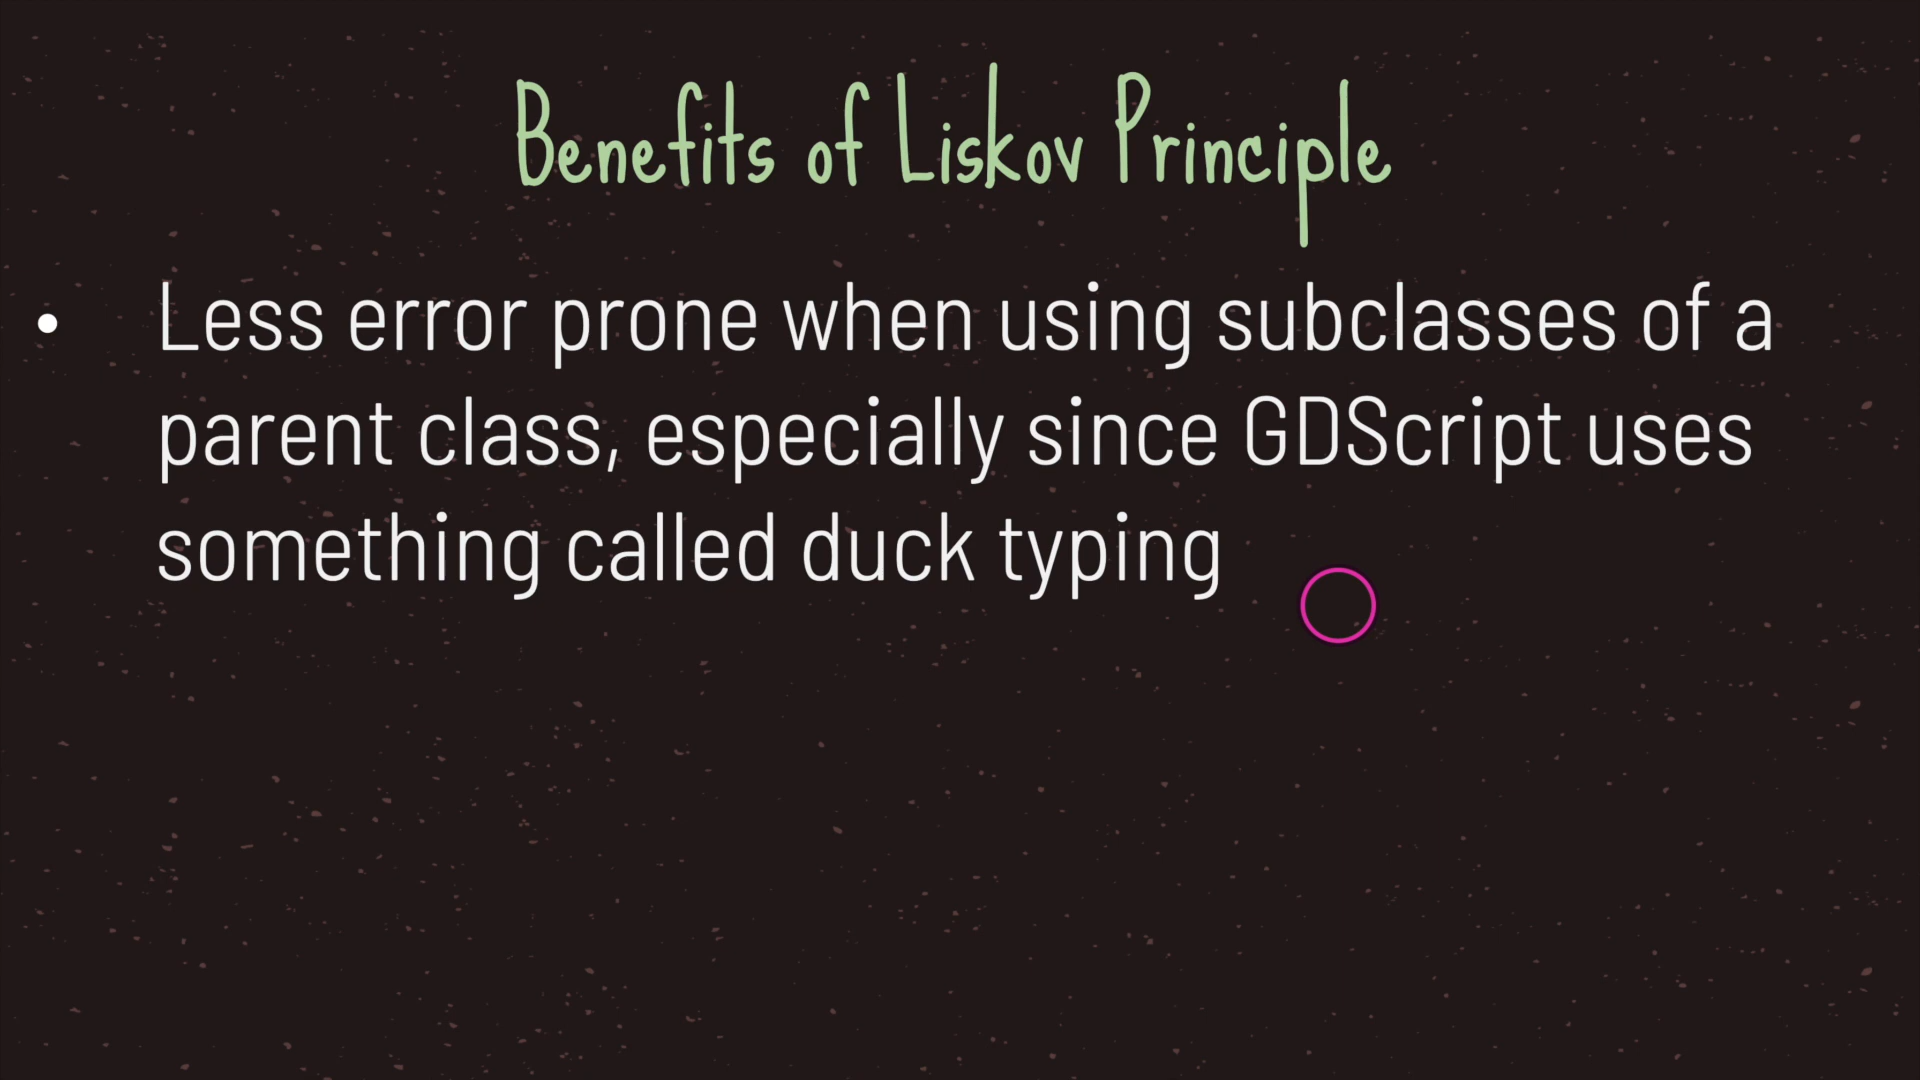 Benefits of Liskov Principle
• Less error prone when using subclasses of a
parent class, especially since GDScript uses
something called duck typing